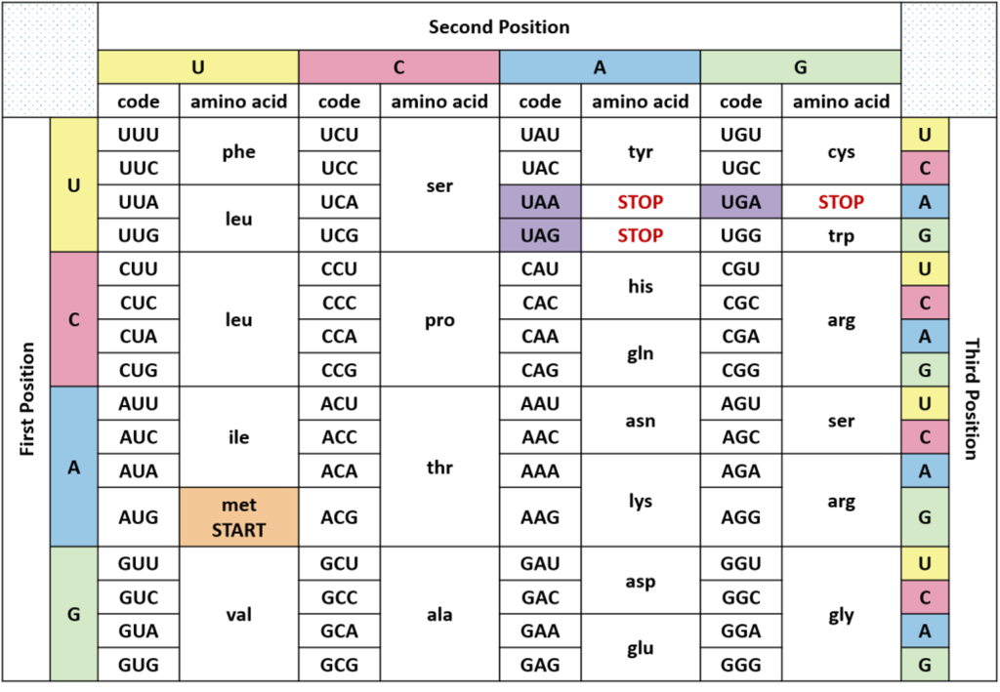 Second Position
U C A G
code amino acid code amino acid code amino acid code amino acid
First Position
Third Position
U
UUU phe UCU ser UAU tyr UGU cys U
UUC UCC UAC UGC C
UUA leu UCA UAA STOP UGA STOP A
UUG UCG UAG STOP UGG trp G
C
CUU leu CCU pro CAU his CGU arg U
CUC CCC CAC CGC C
CUA CCA CAA gln CGA A
CUG CCG CAG CGG G
A
AUU ile ACU thr AAU asn AGU ser U
AUC ACC AAC AGC C
AUA ACA AAA lys AGA arg A
AUG met ACG AAG AGG G
START
G
GUU val GCU ala GAU asp GGU gly U
GUC GCC GAC GGC C
GUA GCA GAA glu GGA A
GUG GCG GAG GGG G